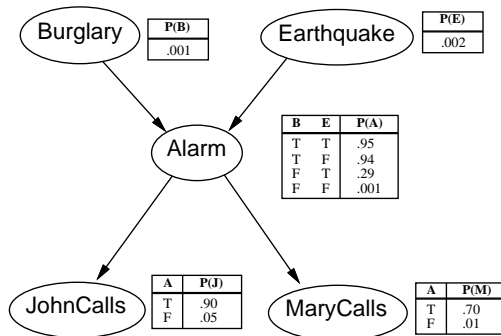 Burglary
P(B)
.001
Earthquake
P(E)
.002
Alarm
B E P(A)
T T .95
T F .94
F T .29
F F .001
JohnCalls
A P(J)
T .90
F .05
MaryCalls
A P(M)
T .70
F .01